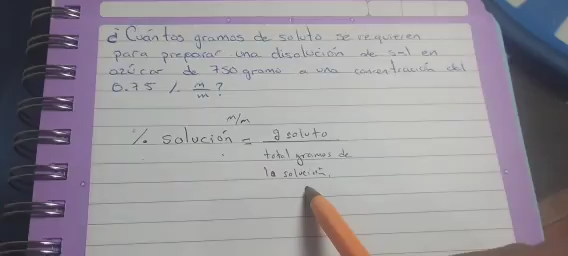 ¿Cuántos gramos de soluto se requieren
para preparar una disolución de sal en
azúcar de 750 gramo a una concentración del
0.75 %. m/m?
m/m
%. solución = g soluto
total gramos de
la solución.